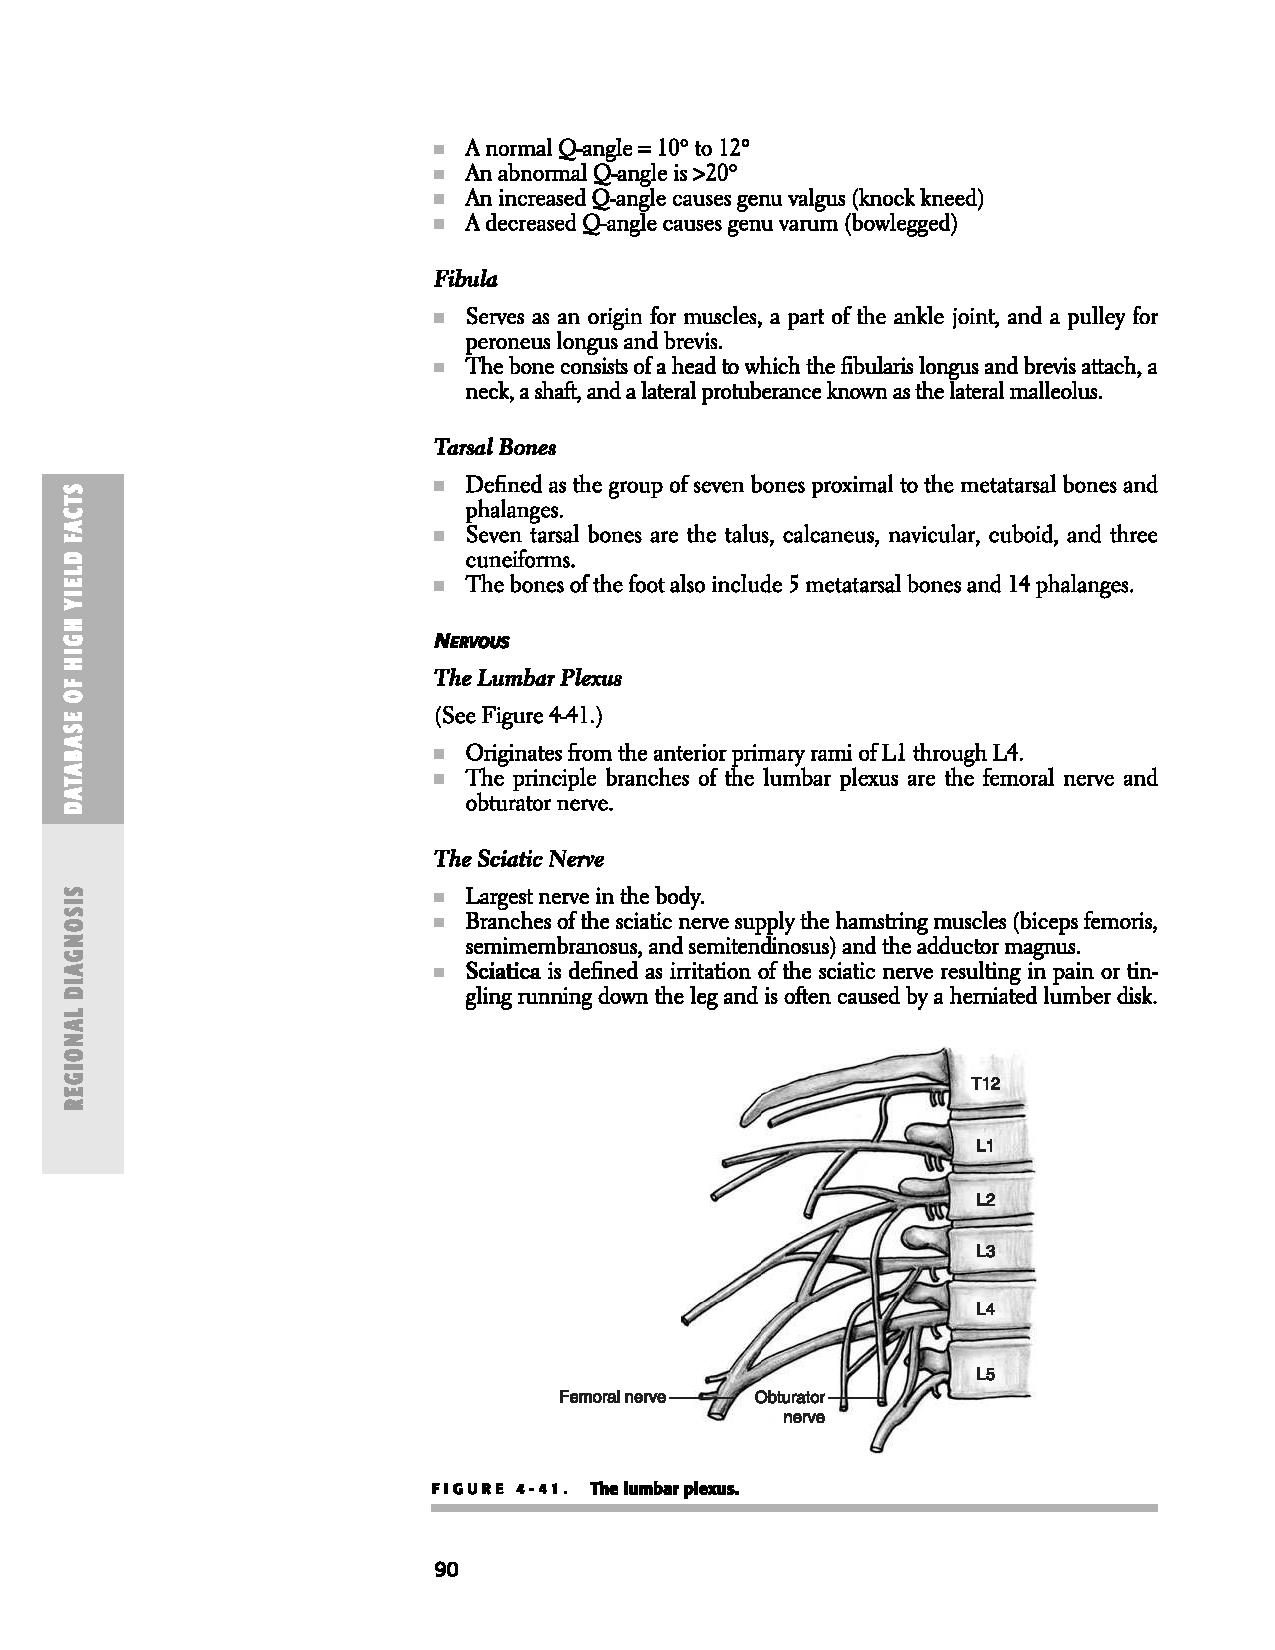 ■ A normal Q-angle = 10° to 12°
■ An abnormal Q-angle is >20°
■ An increased Q-angle causes genu valgus (knock kneed)
■ A decreased Q-angle causes genu varum (bowlegged)
Fibula
■ Serves as an origin for muscles, a part of the ankle joint, and a pulley for
peroneus longus and brevis.
■ The bone consists of a head to which the fibularis longus and brevis attach, a
neck, a shaft, and a lateral protuberance known as the lateral malleolus.
Tarsal Bones
■ Defined as the group of seven bones proximal to the metatarsal bones and
phalanges.
■ Seven tarsal bones are the talus, calcaneus, navicular, cuboid, and three
cuneiforms.
■ The bones of the foot also include 5 metatarsal bones and 14 phalanges.
NERVOUS
The Lumbar Plexus
(See Figure 4-41.)
■ Originates from the anterior primary rami of L1 through L4.
■ The principle branches of the lumbar plexus are the femoral nerve and
obturator nerve.
The Sciatic Nerve
■ Largest nerve in the body.
■ Branches of the sciatic nerve supply the hamstring muscles (biceps femoris,
semimembranosus, and semitendinosus) and the adductor magnus.
■ Sciatica is defined as irritation of the sciatic nerve resulting in pain or tin-
gling running down the leg and is often caused by a herniated lumber disk.
T12
L1
L2
L3
L4
L5
Femoral nerve
Obturator
nerve
FIGURE 4-41. The lumbar plexus.
90
DATABASE OF HIGH YIELD FACTS
REGIONAL DIAGNOSIS